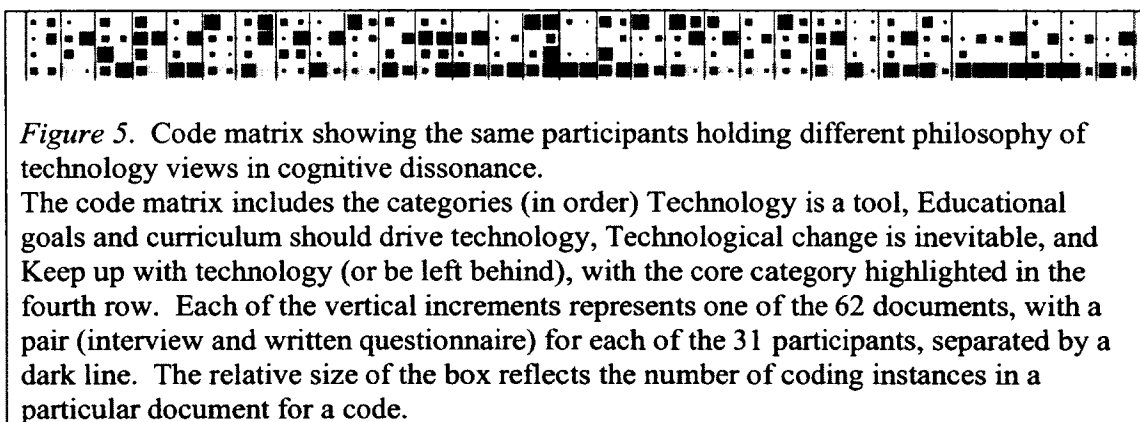 Figure 5. Code matrix showing the same participants holding different philosophy of
technology views in cognitive dissonance.
The code matrix includes the categories (in order) Technology is a tool, Educational
goals and curriculum should drive technology, Technological change is inevitable, and
Keep up with technology (or be left behind), with the core category highlighted in the
fourth row. Each of the vertical increments represents one of the 62 documents, with a
pair (interview and written questionnaire) for each of the 31 participants, separated by a
dark line. The relative size of the box reflects the number of coding instances in a
particular document for a code.